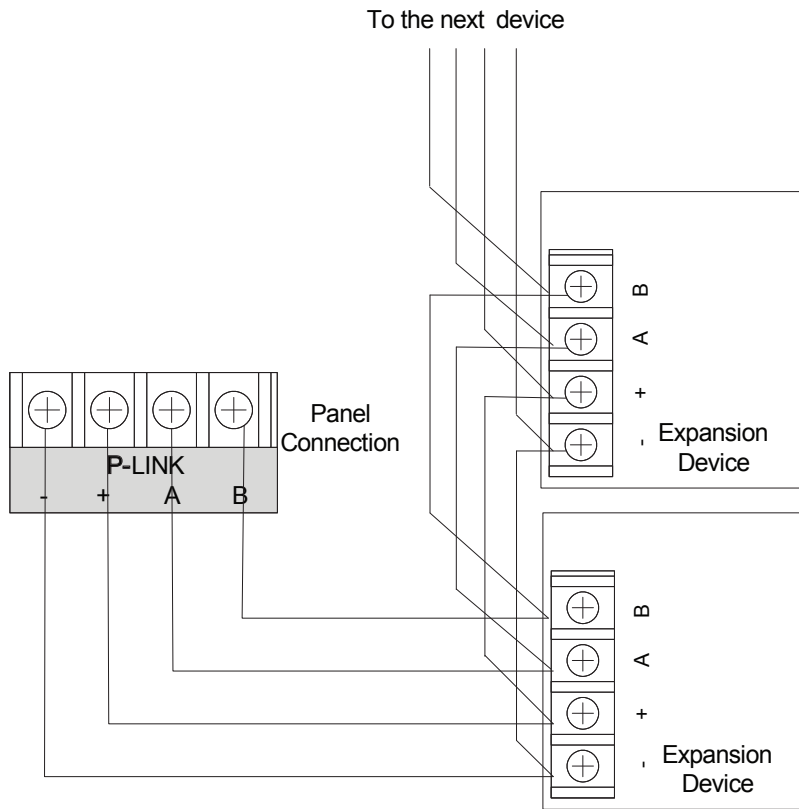 To the next device
B
A
+
-
Expansion
Device
Panel
Connection
P-LINK
- + A B
B
A
+
-
Expansion
Device